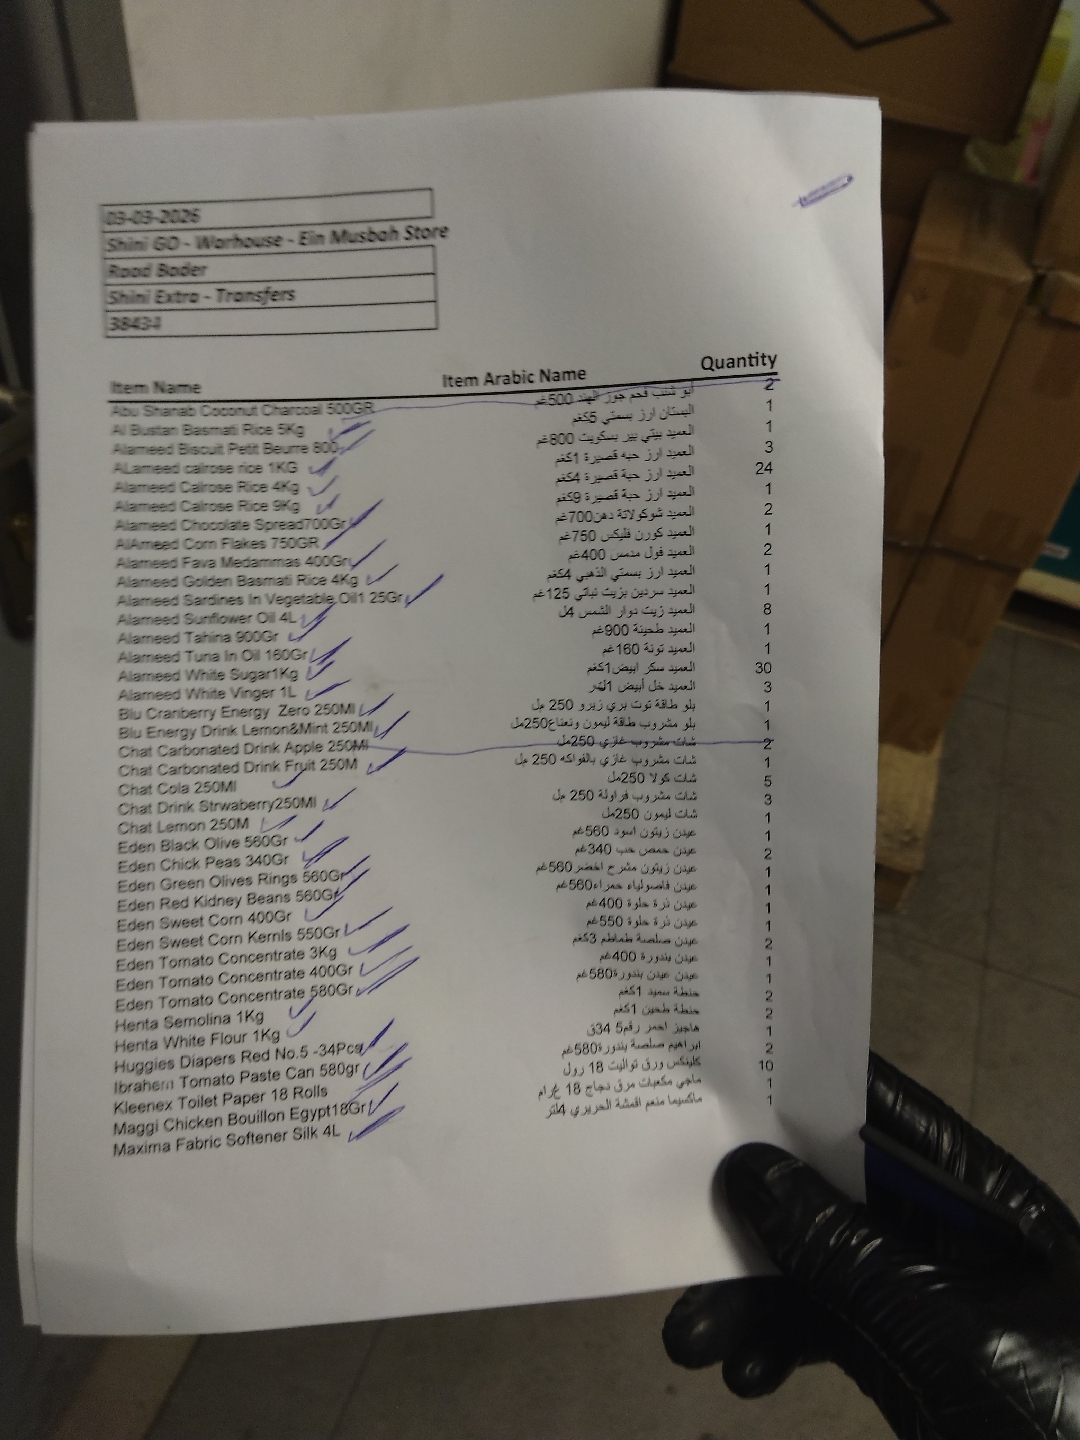 03-03-2026
Shini GO - Warhouse - Ein Musbah Store
Raad Bader
Shini Extra - Transfers
38434
Item Name Item Arabic Name Quantity
Abu Shanab Coconut Charcoal 500GR أبو شنب فحم جوز الهند 500غم 2
Al Bustan Basmati Rice 5Kg البستان ارز بسمتي 5كغم 1
Alameed Biscuit Petit Beurre 800 العميد بيتي بير بسكويت 800غم 1
ALameed calrose rice 1KG العميد ارز حبه قصيرة 1كغم 3
Alameed Calrose Rice 4Kg العميد ارز حبة قصيرة 4كغم 24
Alameed Calrose Rice 9Kg العميد ارز حبة قصيرة 9كغم 1
Alameed Chocolate Spread700Gr العميد شوكولاتة دهن700غم 2
AlAmeed Corn Flakes 750GR العميد كورن فليكس 750غم 1
Alameed Fava Medammas 400Gr العميد فول مدمس 400غم 2
Alameed Golden Basmati Rice 4Kg العميد ارز بسمتي الذهبي 4كغم 1
Alameed Sardines In Vegetable Oil1 25Gr العميد سردين بزيت نباتي 125غم 1
Alameed Sunflower Oil 4L العميد زيت دوار الشمس 4ل 8
Alameed Tahina 900Gr العميد طحينة 900غم 1
Alameed Tuna In Oil 160Gr العميد تونة 160غم 1
Alameed White Sugar1Kg العميد سكر ابيض1كغم 30
Alameed White Vinger 1L العميد خل أبيض 1لتر 3
Blu Cranberry Energy Zero 250Ml بلو طاقة توت بري زيرو 250 مل 1
Blu Energy Drink Lemon&Mint 250Ml بلو مشروب طاقة ليمون ونعناع250مل 1
Chat Carbonated Drink Apple 250Ml شات مشروب غازي 250مل 2
Chat Carbonated Drink Fruit 250M شات مشروب غازي بالفواكه 250 مل 1
Chat Cola 250Ml شات كولا 250مل 5
Chat Drink Strwaberry250Ml شات مشروب فراولة 250 مل 3
Chat Lemon 250M شات ليمون 250مل 1
Eden Black Olive 560Gr عيدن زيتون اسود 560غم 1
Eden Chick Peas 340Gr عيدن حمص حب 340غم 2
Eden Green Olives Rings 560Gr عيدن زيتون مشرح اخضر560غم 1
Eden Red Kidney Beans 560Gr عيدن فاصولياء حمراء560غم 1
Eden Sweet Corn 400Gr عيدن ذرة حلوة 400غم 1
Eden Sweet Corn Kernls 550Gr عيدن ذرة حلوة 550غم 1
Eden Tomato Concentrate 3Kg عيدن صلصة طماطم 3كغم 2
Eden Tomato Concentrate 400Gr عيدن بندورة 400غم 1
Eden Tomato Concentrate 580Gr عيدن عيدن بندورة580غم 1
Henta Semolina 1Kg حنطة سميد 1كغم 2
Henta White Flour 1Kg حنطة طحين 1كغم 2
Huggies Diapers Red No.5 -34Pcs هاجيز احمر رقم5 34ق 1
Ibrahem Tomato Paste Can 580gr ابراهيم صلصة بندورة580غم 2
Kleenex Toilet Paper 18 Rolls كلينكس ورق تواليت 18 رول 10
Maggi Chicken Bouillon Egypt18Gr ماجي مكعبات مرق دجاج 18 غرام 1
Maxima Fabric Softener Silk 4L ماكسيما منعم اقمشة الحريري 4لتر 1